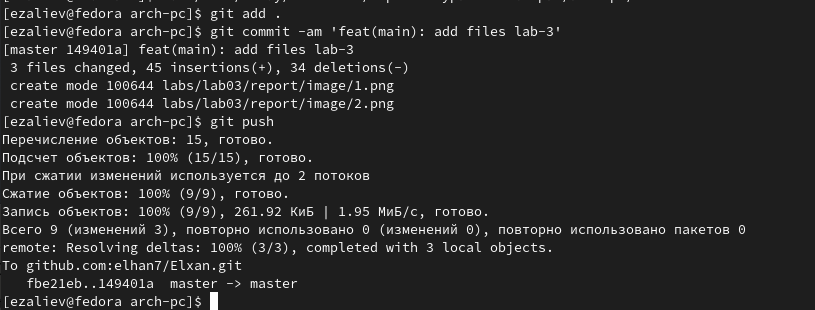 [ezaliev@fedora arch-pc]$ git add .
[ezaliev@fedora arch-pc]$ git commit -am 'feat(main): add files lab-3'
[master 149401a] feat(main): add files lab-3
 3 files changed, 45 insertions(+), 34 deletions(-)
 create mode 100644 labs/lab03/report/image/1.png
 create mode 100644 labs/lab03/report/image/2.png
[ezaliev@fedora arch-pc]$ git push
Перечисление объектов: 15, готово.
Подсчет объектов: 100% (15/15), готово.
При сжатии изменений используется до 2 потоков
Сжатие объектов: 100% (9/9), готово.
Запись объектов: 100% (9/9), 261.92 КиБ | 1.95 МиБ/с, готово.
Всего 9 (изменений 3), повторно использовано 0 (изменений 0), повторно использовано пакетов 0
remote: Resolving deltas: 100% (3/3), completed with 3 local objects.
To github.com:elhan7/Elxan.git
   fbe21eb..149401a  master -> master
[ezaliev@fedora arch-pc]$